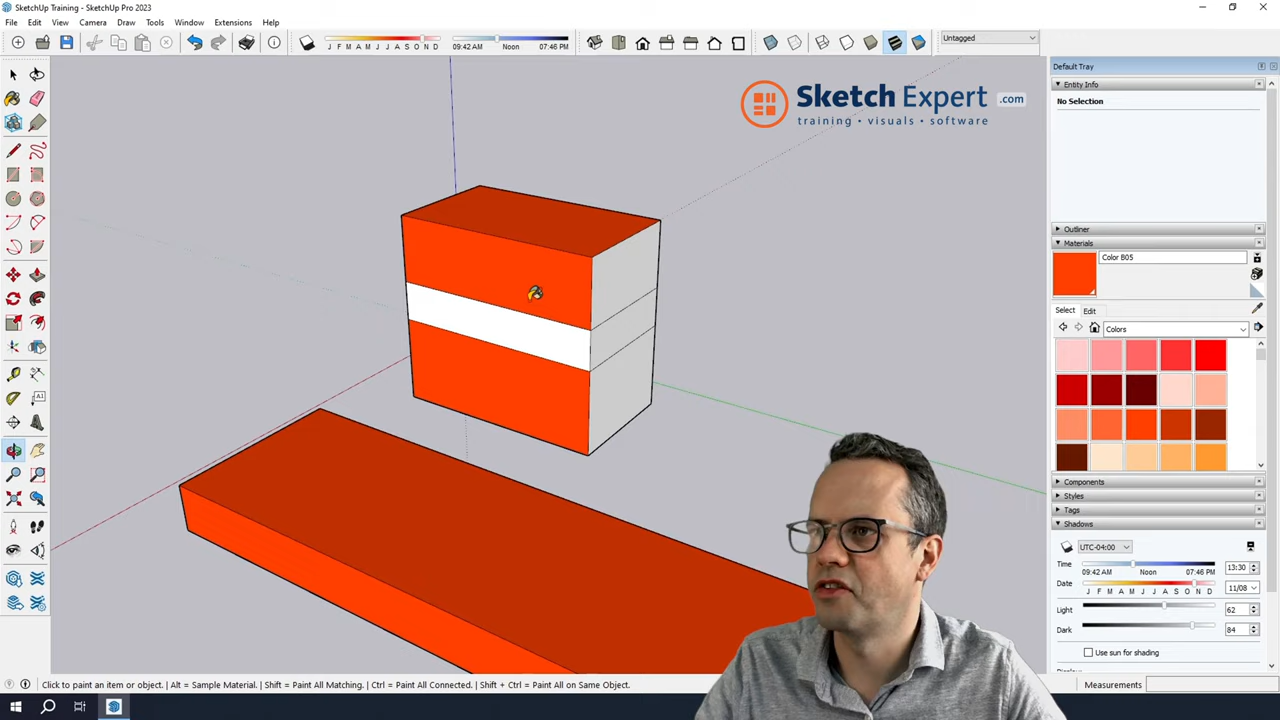 SketchUp Training - SketchUp Pro 2023
File Edit View Camera Draw Tools Window Extensions Help
J F M A M J J A S O N D 09:42 AM Noon 07:46 PM Untagged
Default Tray
Entity Info
No Selection
Sketch Expert .com
training • visuals • software
Outliner
Materials
Color B05
Select Edit
Colors
Components
Styles
Tags
Shadows
UTC-04:00
Time
13:30
09:42 AM Noon 07:46 PM
Date
11/08
J F M A M J J A S O N D
Light 62
Dark 84
Use sun for shading
Click to paint an item or object. | Alt = Sample Material. | Shift = Paint All Matching. | Ctrl = Paint All Connected. | Shift + Ctrl = Paint All on Same Object.
Measurements